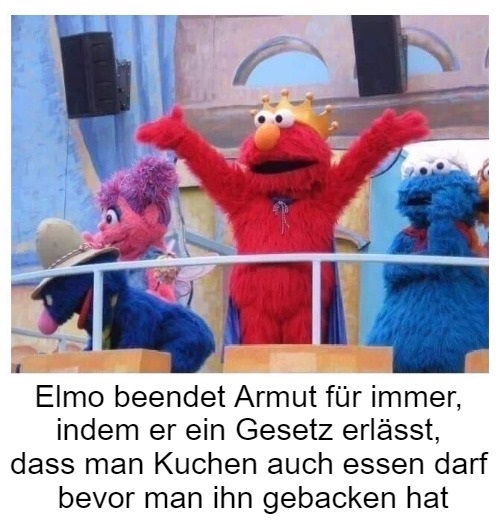 Elmo beendet Armut für immer,
indem er ein Gesetz erlässt,
dass man Kuchen auch essen darf
bevor man ihn gebacken hat